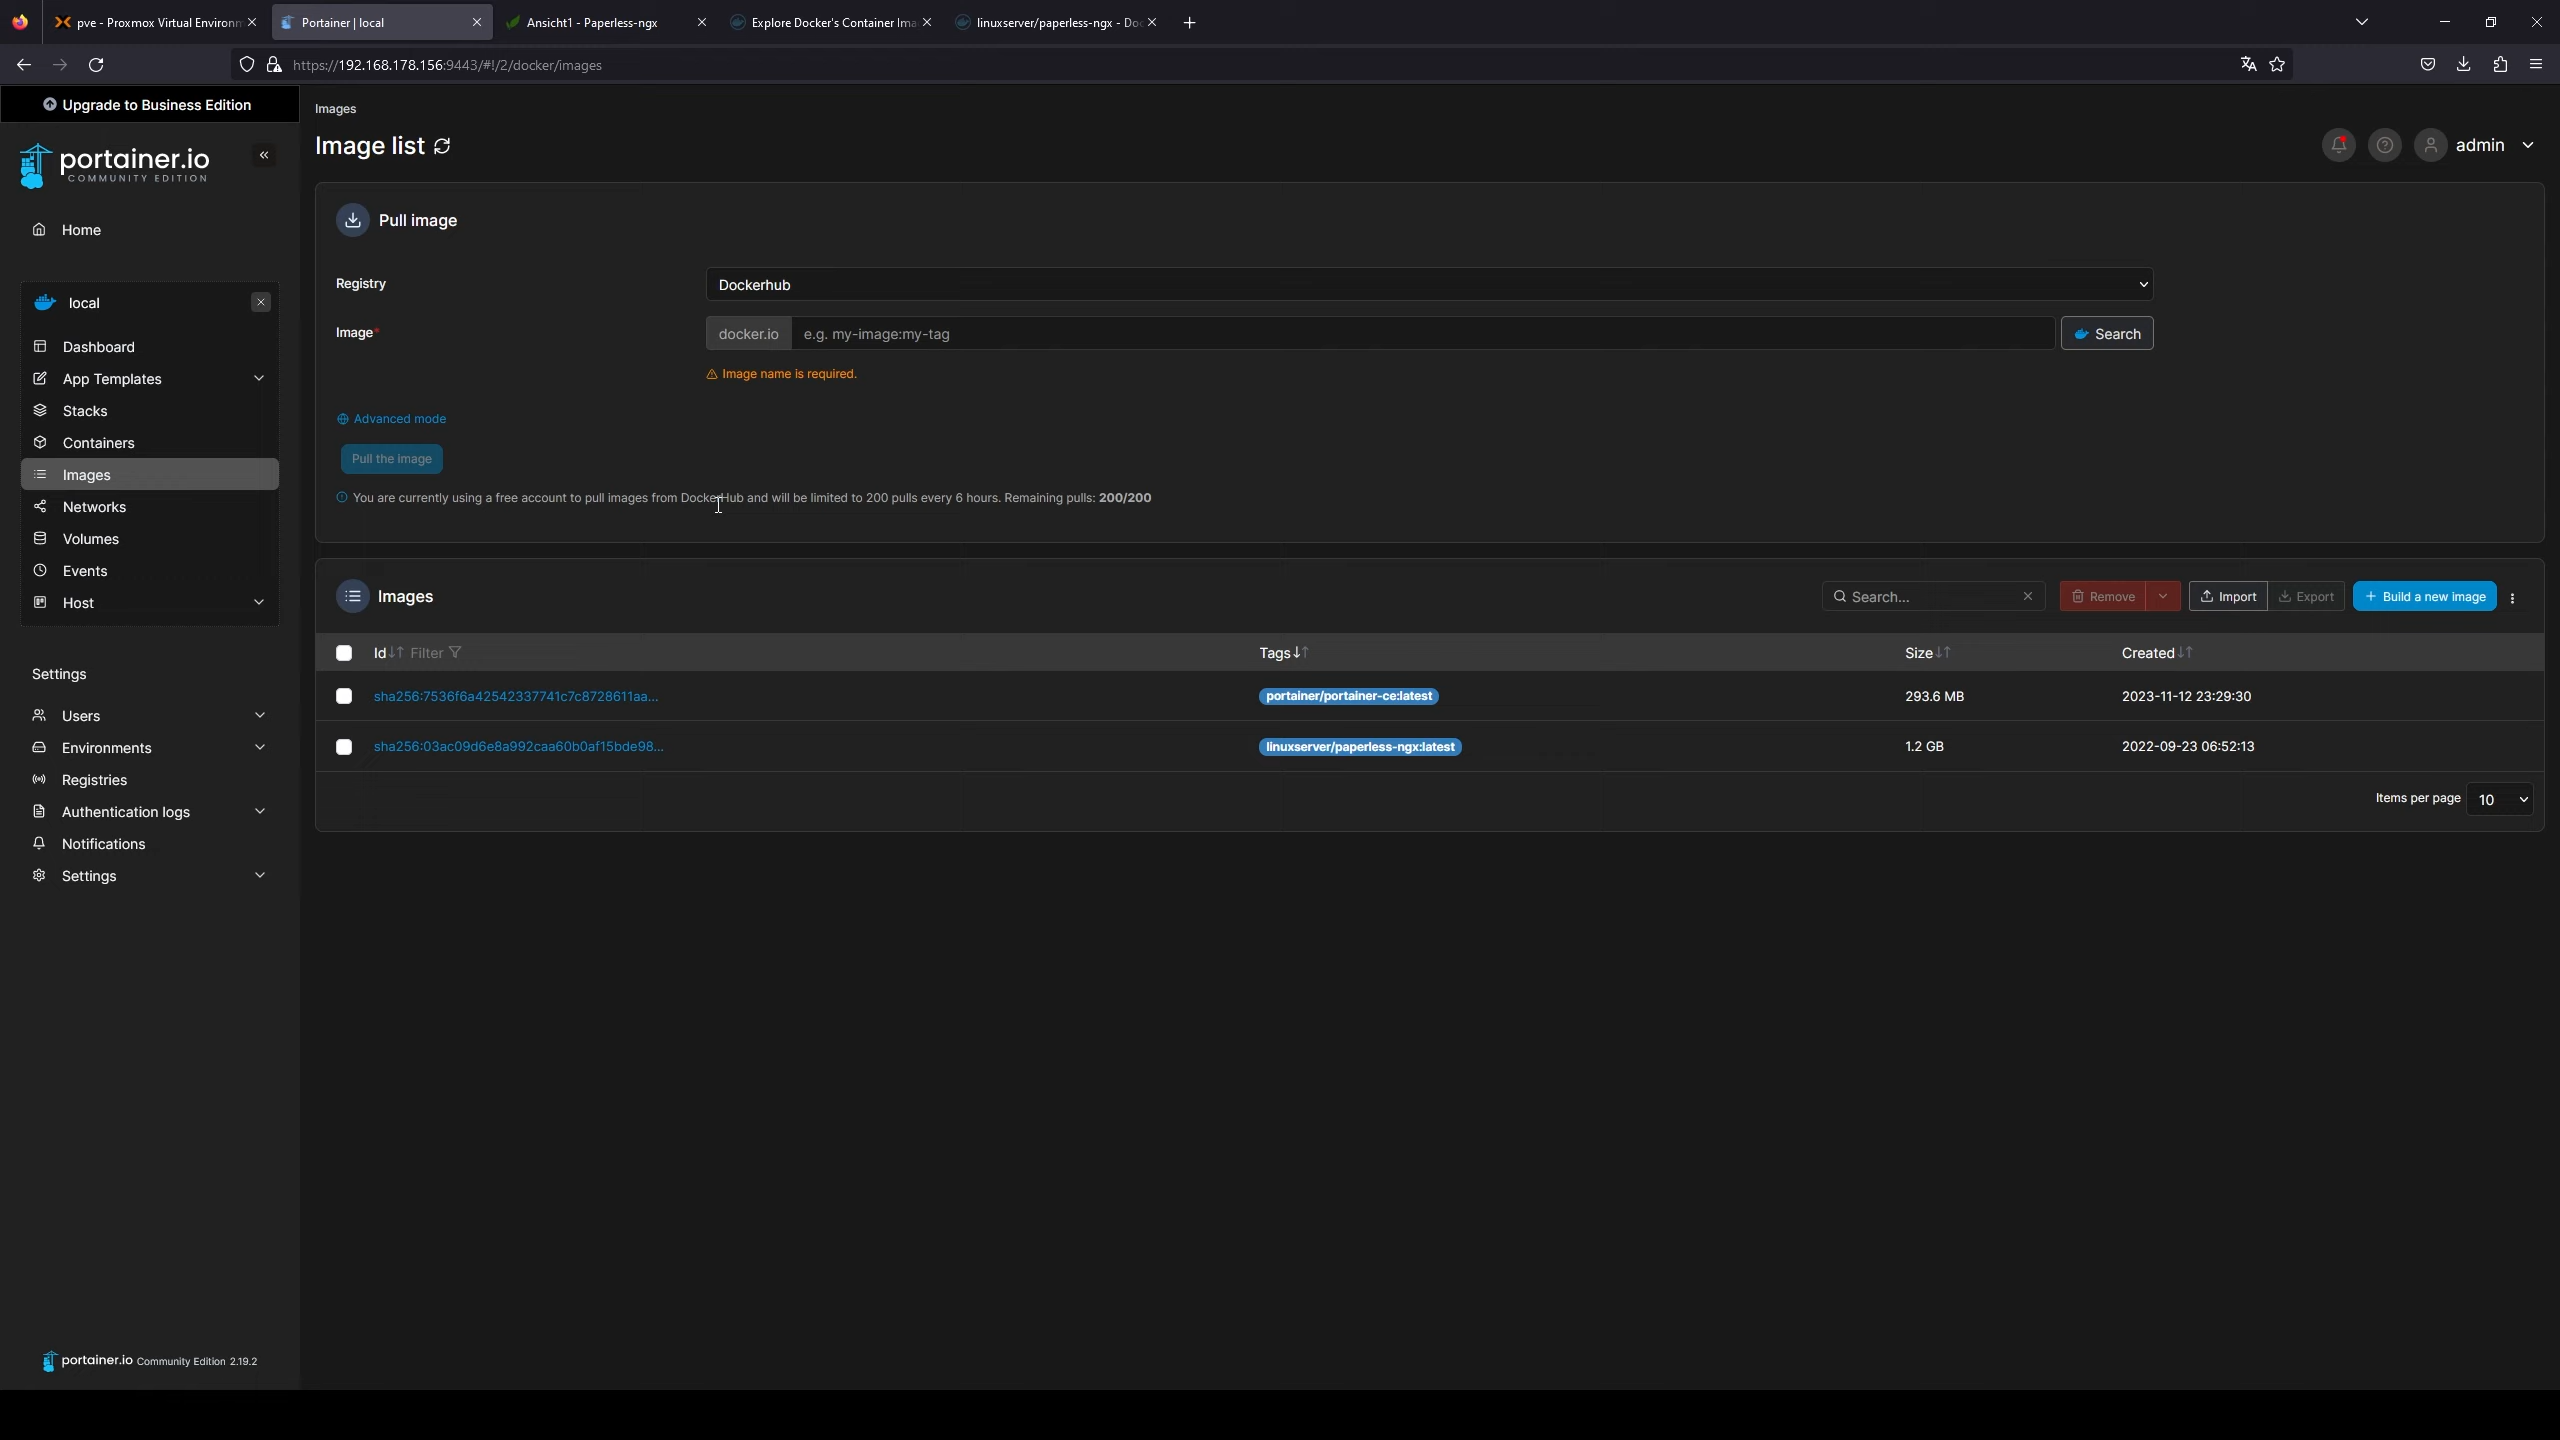 pve - Proxmox Virtual Environm
Portainer | local
Ansicht1 - Paperless-ngx
Explore Docker's Container Ima
linuxserver/paperless-ngx - Doc
https://192.168.178.156:9443/#!/2/docker/images
Upgrade to Business Edition
portainer.io
COMMUNITY EDITION
Home
local
Dashboard
App Templates
Stacks
Containers
Images
Networks
Volumes
Events
Host
Settings
Users
Environments
Registries
Authentication logs
Notifications
Settings
portainer.io Community Edition 2.19.2
Images
Image list
admin
Pull image
Registry
Dockerhub
Image*
docker.io
e.g. my-image:my-tag
Search
Image name is required.
Advanced mode
Pull the image
You are currently using a free account to pull images from DockerHub and will be limited to 200 pulls every 6 hours. Remaining pulls: 200/200
Images
Search...
Remove
Import
Export
+ Build a new image
Id Filter Tags Size Created
sha256:7536f6a42542337741c7c8728611aa... portainer/portainer-ce:latest 293.6 MB 2023-11-12 23:29:30
sha256:03ac09d6e8a992caa60b0af15bde98... linuxserver/paperless-ngx:latest 1.2 GB 2022-09-23 06:52:13
Items per page 10